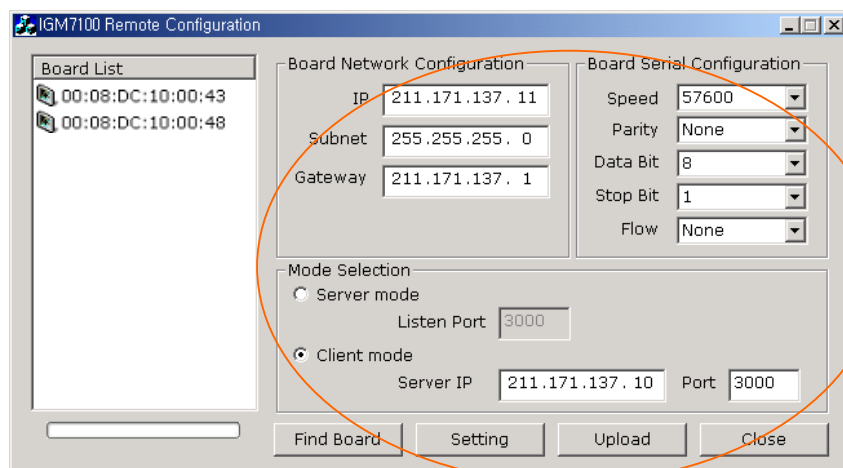 IGM7100 Remote Configuration
Board List
00:08:DC:10:00:43
00:08:DC:10:00:48
Board Network Configuration
IP 211.171.137. 11
Subnet 255.255.255. 0
Gateway 211.171.137. 1
Board Serial Configuration
Speed 57600
Parity None
Data Bit 8
Stop Bit 1
Flow None
Mode Selection
Server mode
Listen Port 3000
Client mode
Server IP 211.171.137. 10 Port 3000
Find Board Setting Upload Close